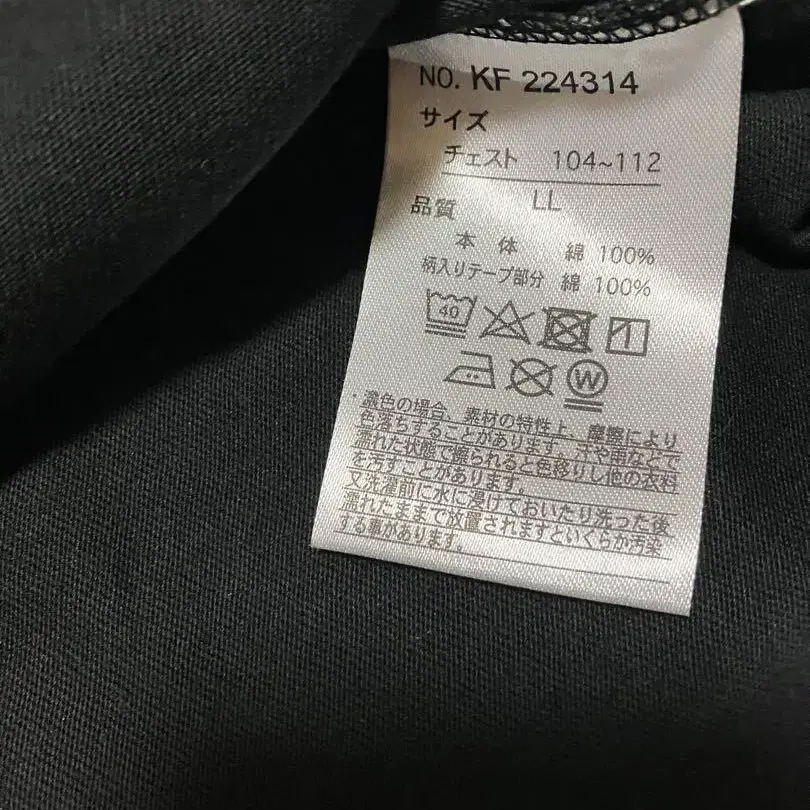 NO. KF 224314
サイズ
チェスト 104~112
LL
品質
本体 綿 100%
柄入りテープ部分 綿 100%
40
W
・濃色の場合、素材の特性上、摩擦により
色落ちすることがあります。汗や雨などで
濡れた状態で擦られると色移りし他の衣料
を汚すことがあります。
又洗濯前に水に浸けておいたり洗った後
濡れたままで放置されますといくらか汚染
する事があります。